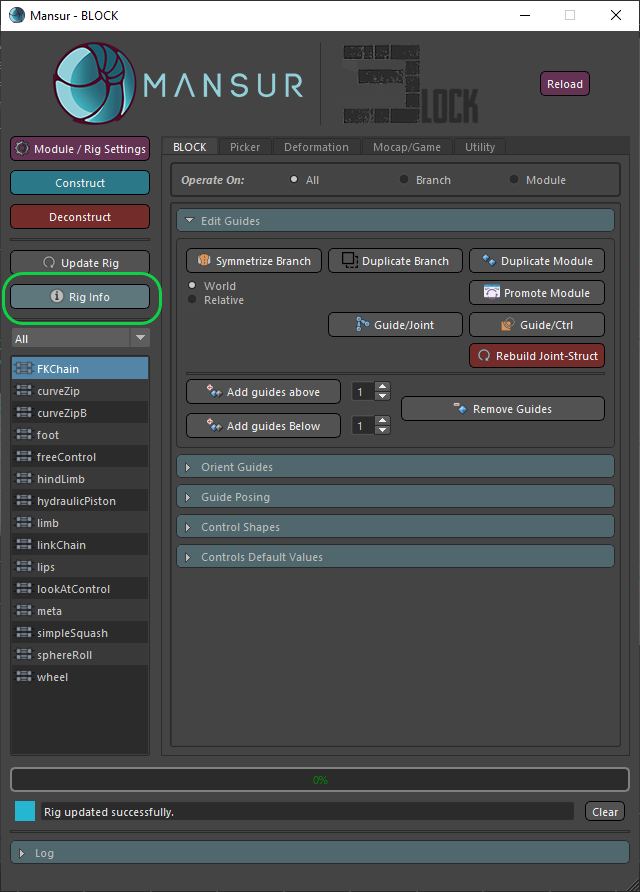 Mansur - BLOCK
MANSUR
BLOCK
Reload
Module / Rig Settings
Construct
Deconstruct
Update Rig
Rig Info
All
FKChain
curveZip
curveZipB
foot
freeControl
hindLimb
hydraulicPiston
limb
linkChain
lips
lookAtControl
meta
simpleSquash
sphereRoll
wheel
BLOCK Picker Deformation Mocap/Game Utility
Operate On: All Branch Module
Edit Guides
Symmetrize Branch Duplicate Branch Duplicate Module
World
Relative
Promote Module
Guide/Joint Guide/Ctrl
Rebuild Joint-Struct
Add guides above 1
Remove Guides
Add guides Below 1
Orient Guides
Guide Posing
Control Shapes
Controls Default Values
0%
Rig updated successfully. Clear
Log